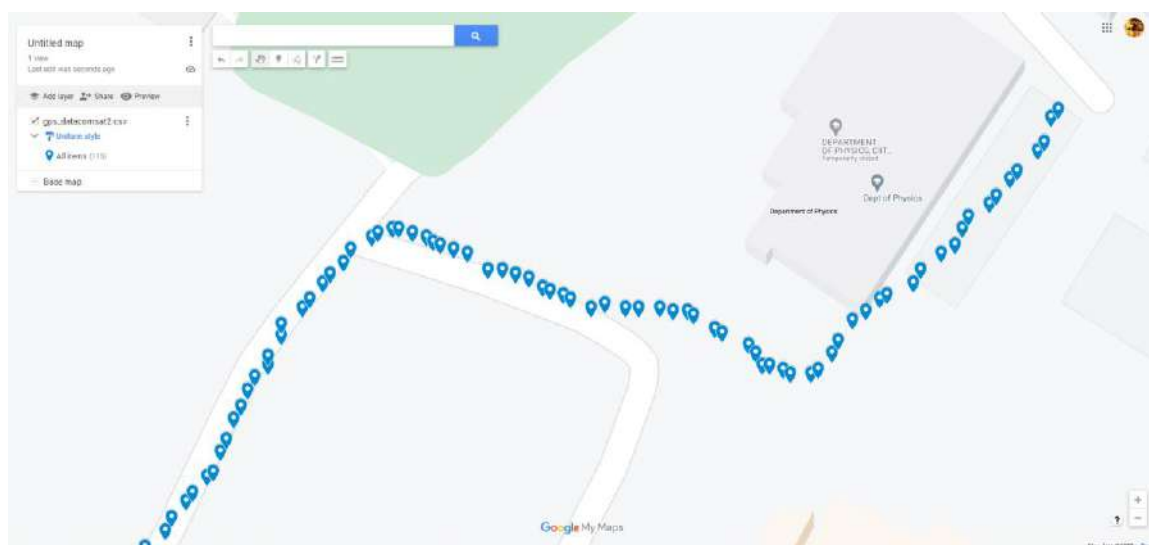 Untitled map
1 view
Last edit was seconds ago
Add layer Share Preview
gps_datacomsat2.csv
Uniform style
All items (115)
Base map
DEPARTMENT
OF PHYSICS, CIIT...
Temporarily closed
Dept of Physics
Department of Physics
Google My Maps